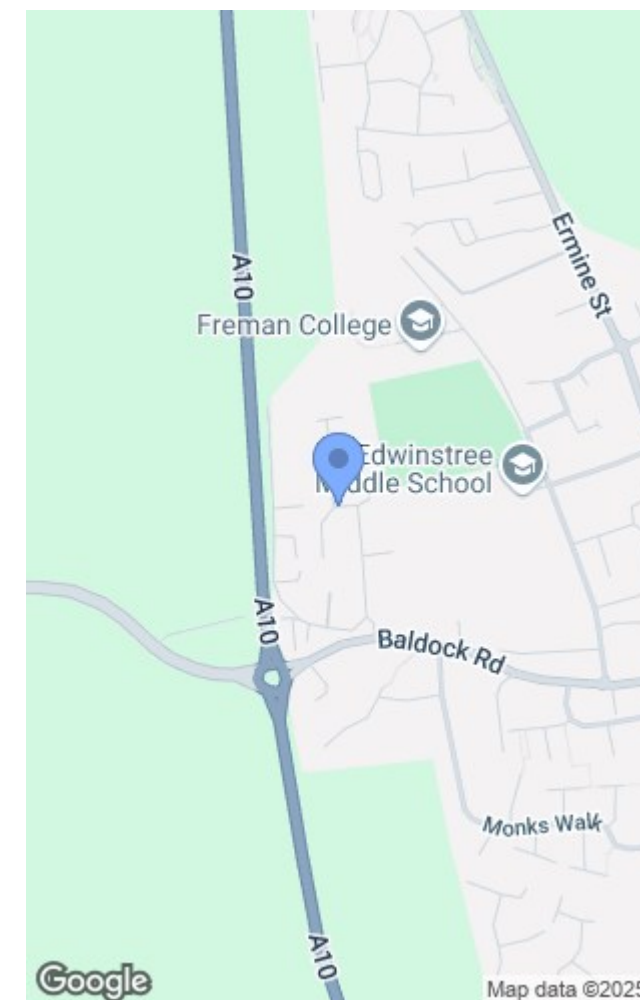 A10
Ermine St
Freman College
Edwinstree
Middle School
A10
Baldock Rd
Monks Walk
A10
Google
Map data ©2025